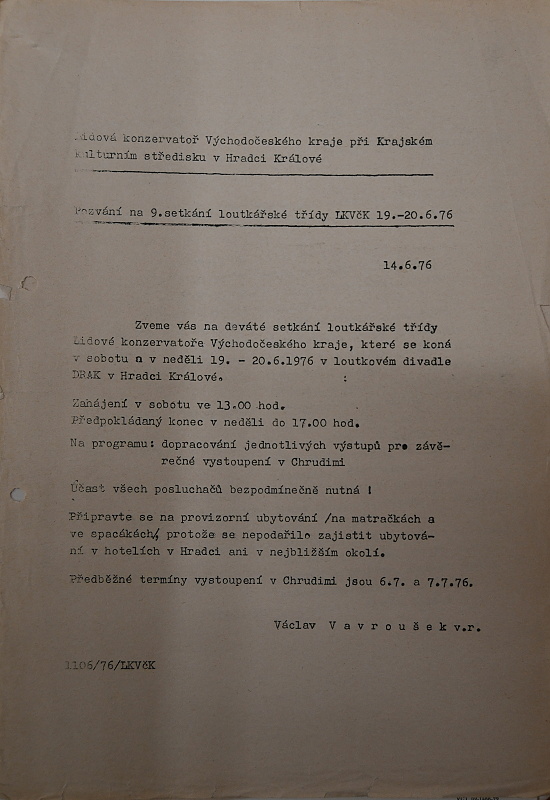 Lidová konzervatoř Východočeského kraje při Krajském
Kulturním středisku v Hradci Králové
Pozvání na 9.setkání loutkářské třídy LKVčK 19.-20.6.76
14.6.76
Zveme vás na deváté setkání loutkářské třídy
Lidové konzervatoře Východočeského kraje, které se koná
v sobotu a v neděli 19. - 20.6.1976 v loutkovém divadle
DRAK v Hradci Králové.
Zahájení v sobotu ve 13.00 hod.
Předpokládaný konec v neděli do 17.00 hod.
Na programu: dopracování jednotlivých výstupů pro závě-
rečné vystoupení v Chrudimi
Účast všech posluchačů bezpodmínečně nutná !
Připravte se na provizorní ubytování /na matračkách a
ve spacákách/ protože se nepodařilo zajistit ubytová-
ní v hotelích v Hradci ani v nejbližším okolí.
Předběžné termíny vystoupení v Chrudimi jsou 6.7. a 7.7.76.
Václav V a v r o u š e k v.r.
1106/76/LKVčK